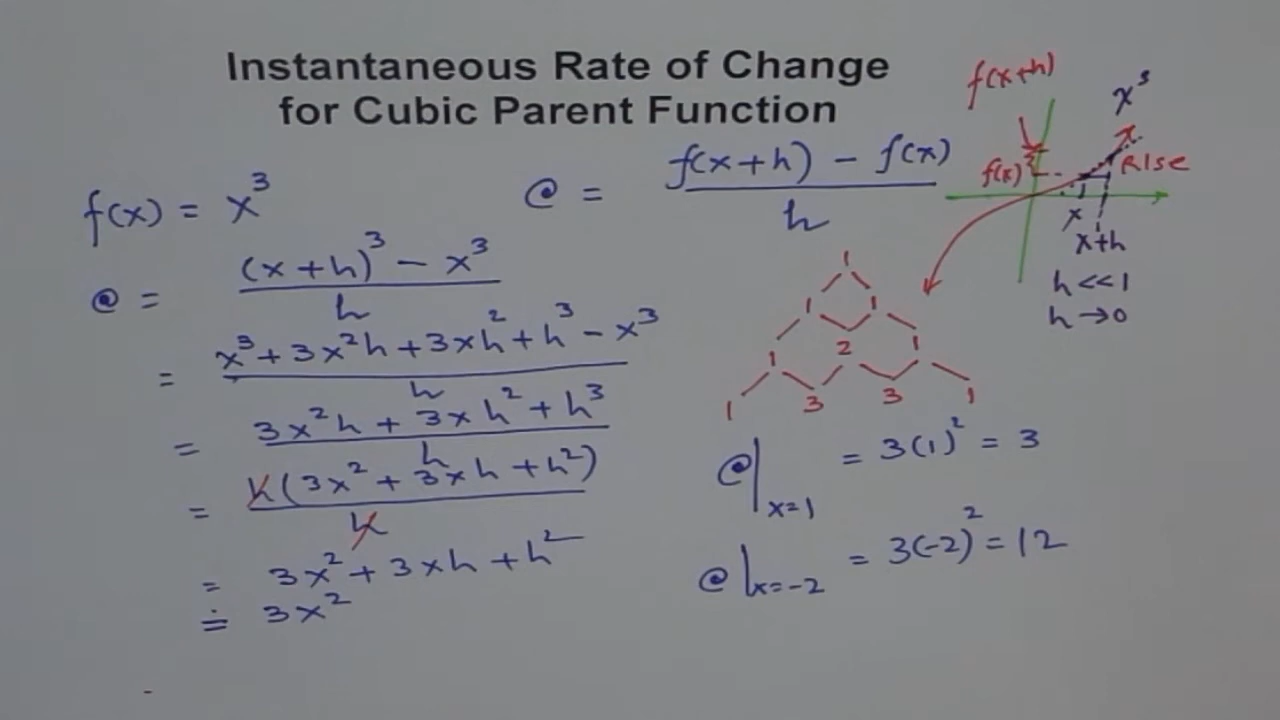 Instantaneous Rate of Change
for Cubic Parent Function
f(x) = x³
@ = (f(x+h) − f(x)) / h
@ = ((x+h)³ − x³) / h
= (x³ + 3x²h + 3xh² + h³ − x³) / h
= (3x²h + 3xh² + h³) / h
= h(3x² + 3xh + h²) / h
= 3x² + 3xh + h²
≐ 3x²
f(x+h)
x³
f(x)
RISE
x
x+h
h<<1
h→0
1
1 1
1 2 1
1 3 3 1
@|x=1 = 3(1)² = 3
@|x=-2 = 3(-2)² = 12